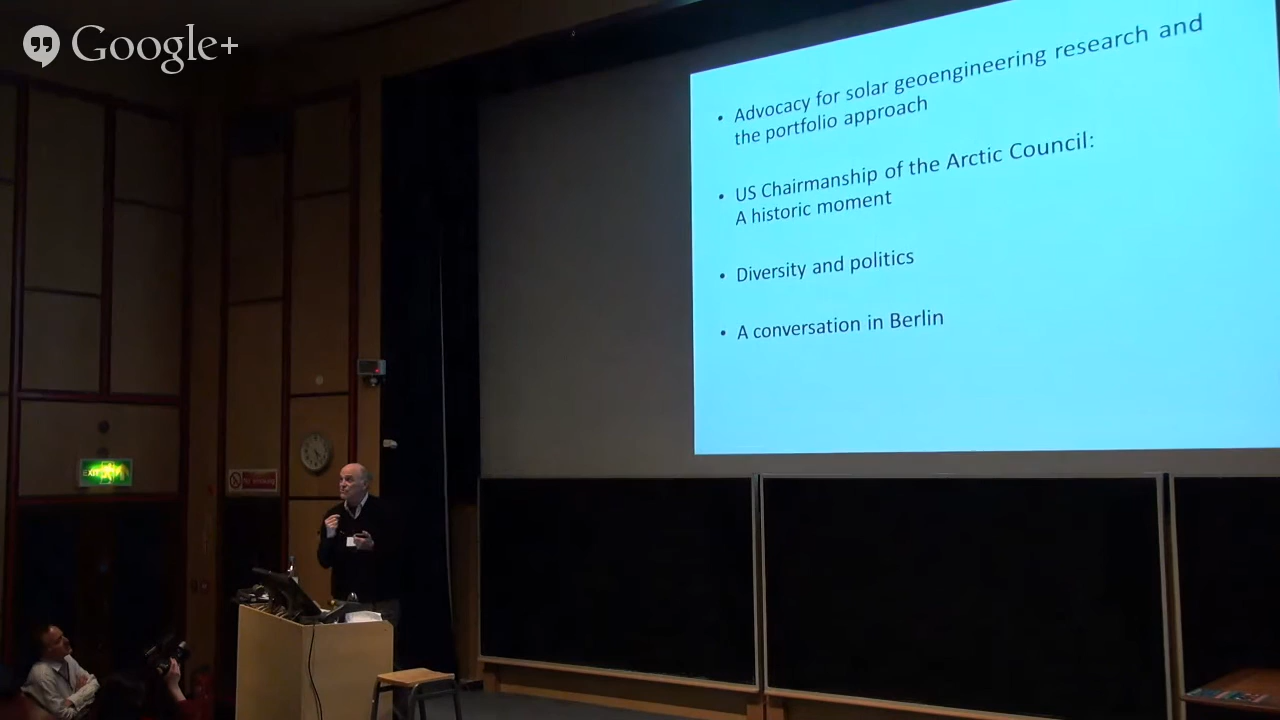 Google+
• Advocacy for solar geoengineering research and
the portfolio approach
• US Chairmanship of the Arctic Council:
A historic moment
• Diversity and politics
• A conversation in Berlin
EXIT